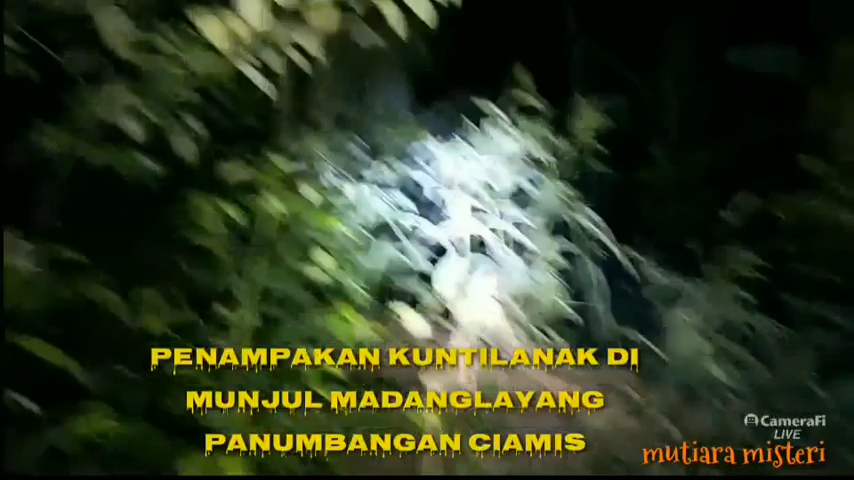 PENAMPAKAN KUNTILANAK DI
MUNJUL MADANGLAYANG
PANUMBANGAN CIAMIS
CameraFi
LIVE
mutiara misteri